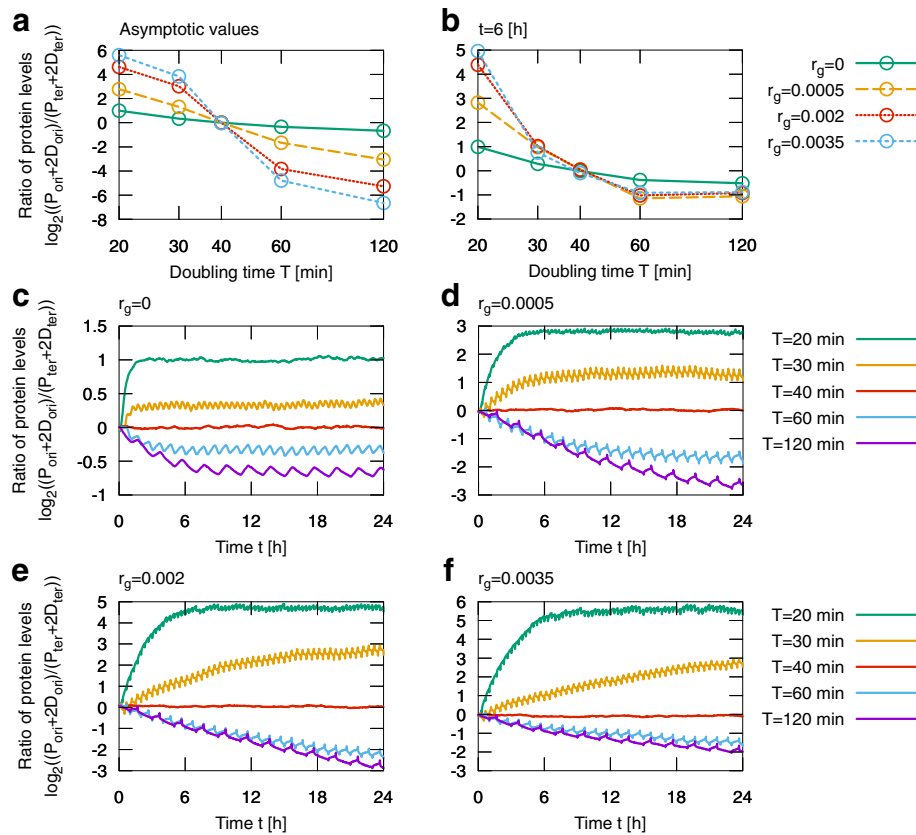 a
Asymptotic values
Ratio of protein levels
log2((Pori+2Dori)/(Pter+2Dter))
6
4
2
0
-2
-4
-6
-8
20
30
40
60
120
Doubling time T [min]
b
t=6 [h]
5
4
3
2
1
0
-1
-2
20
30
40
60
120
Doubling time T [min]
rg=0
rg=0.0005
rg=0.002
rg=0.0035
c
rg=0
Ratio of protein levels
log2((Pori+2Dori)/(Pter+2Dter))
1.5
1
0.5
0
-0.5
-1
0
6
12
18
24
Time t [h]
d
rg=0.0005
3
2
1
0
-1
-2
-3
0
6
12
18
24
Time t [h]
T=20 min
T=30 min
T=40 min
T=60 min
T=120 min
e
rg=0.002
Ratio of protein levels
log2((Pori+2Dori)/(Pter+2Dter))
5
4
3
2
1
0
-1
-2
-3
0
6
12
18
24
Time t [h]
f
rg=0.0035
6
5
4
3
2
1
0
-1
-2
-3
0
6
12
18
24
Time t [h]
T=20 min
T=30 min
T=40 min
T=60 min
T=120 min